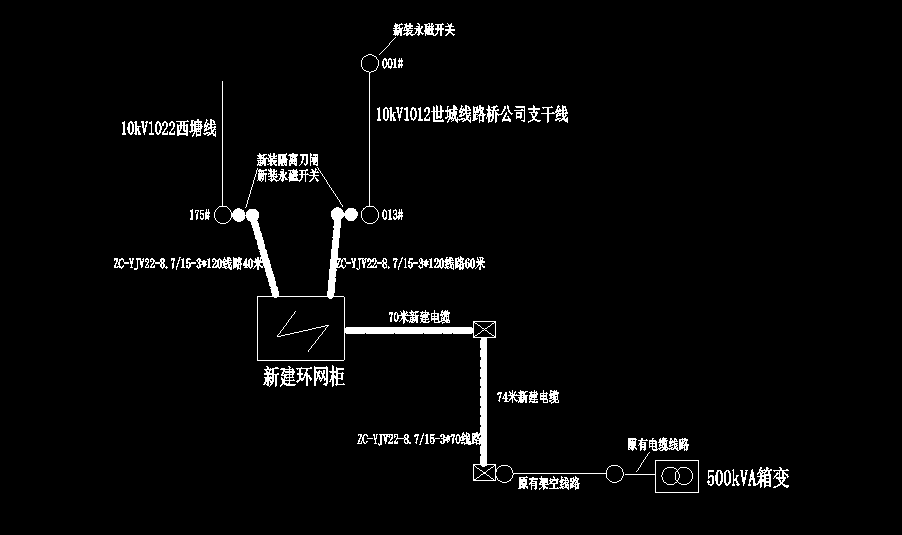 新装永磁开关
001#
10kV1012世城线路桥公司支干线
10kV1022西塘线
新装隔离刀闸
新装永磁开关
175#
013#
ZC-YJV22-8.7/15-3*120线路40米
ZC-YJV22-8.7/15-3*120线路60米
70米新建电缆
新建环网柜
74米新建电缆
ZC-YJV22-8.7/15-3*70线路
原有电缆线路
500kVA箱变
原有架空线路